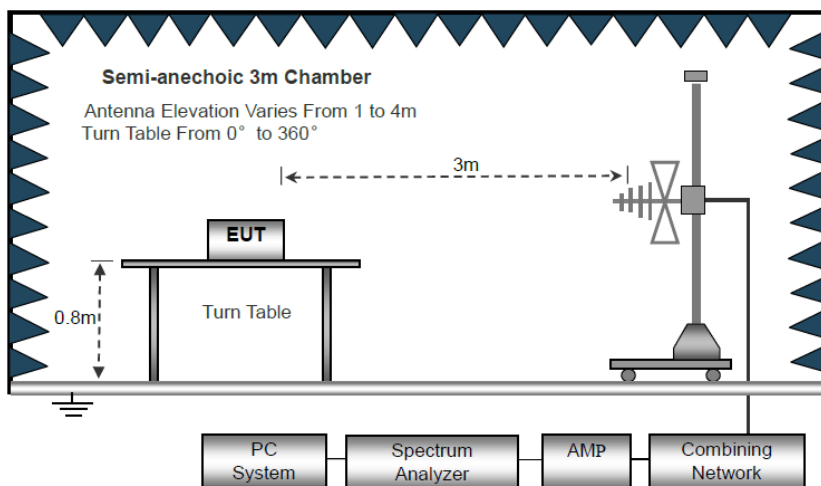 Semi-anechoic 3m Chamber
Antenna Elevation Varies From 1 to 4m
Turn Table From 0° to 360°
3m
EUT
0.8m
Turn Table
PC
System
Spectrum
Analyzer
AMP
Combining
Network